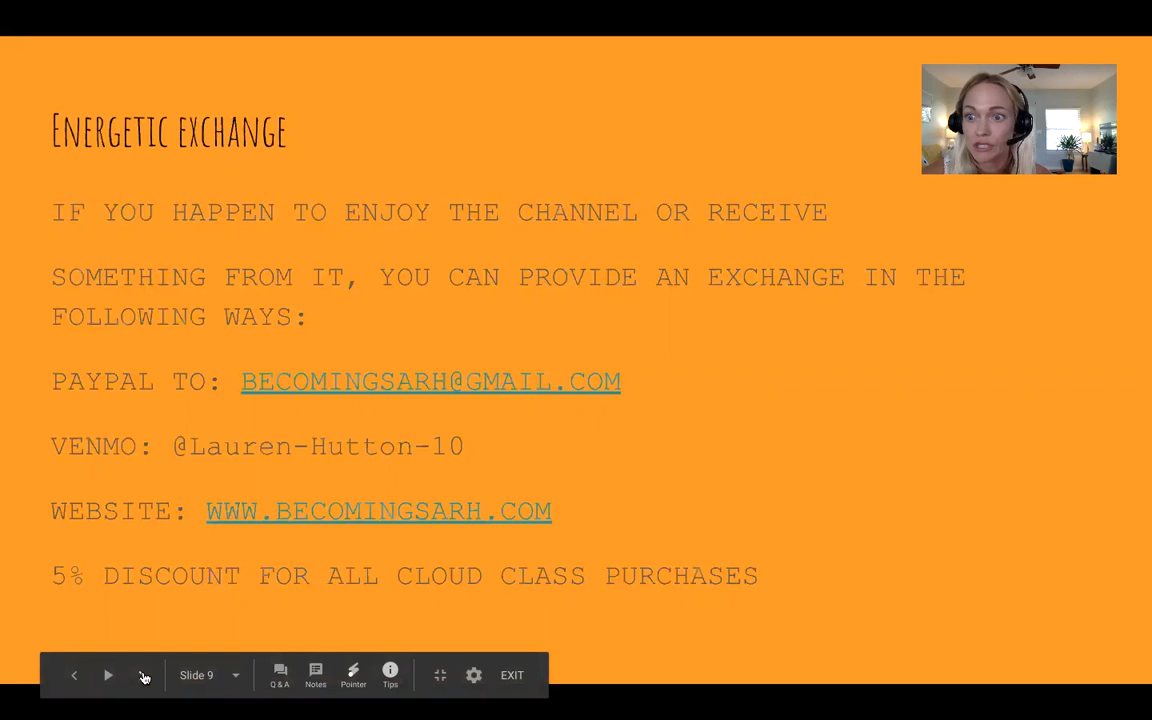 Energetic exchange
IF YOU HAPPEN TO ENJOY THE CHANNEL OR RECEIVE
SOMETHING FROM IT, YOU CAN PROVIDE AN EXCHANGE IN THE
FOLLOWING WAYS:
PAYPAL TO: BECOMINGSARH@GMAIL.COM
VENMO: @Lauren-Hutton-10
WEBSITE: WWW.BECOMINGSARH.COM
5% DISCOUNT FOR ALL CLOUD CLASS PURCHASES
Slide 9
Q & A
Notes
Pointer
Tips
EXIT